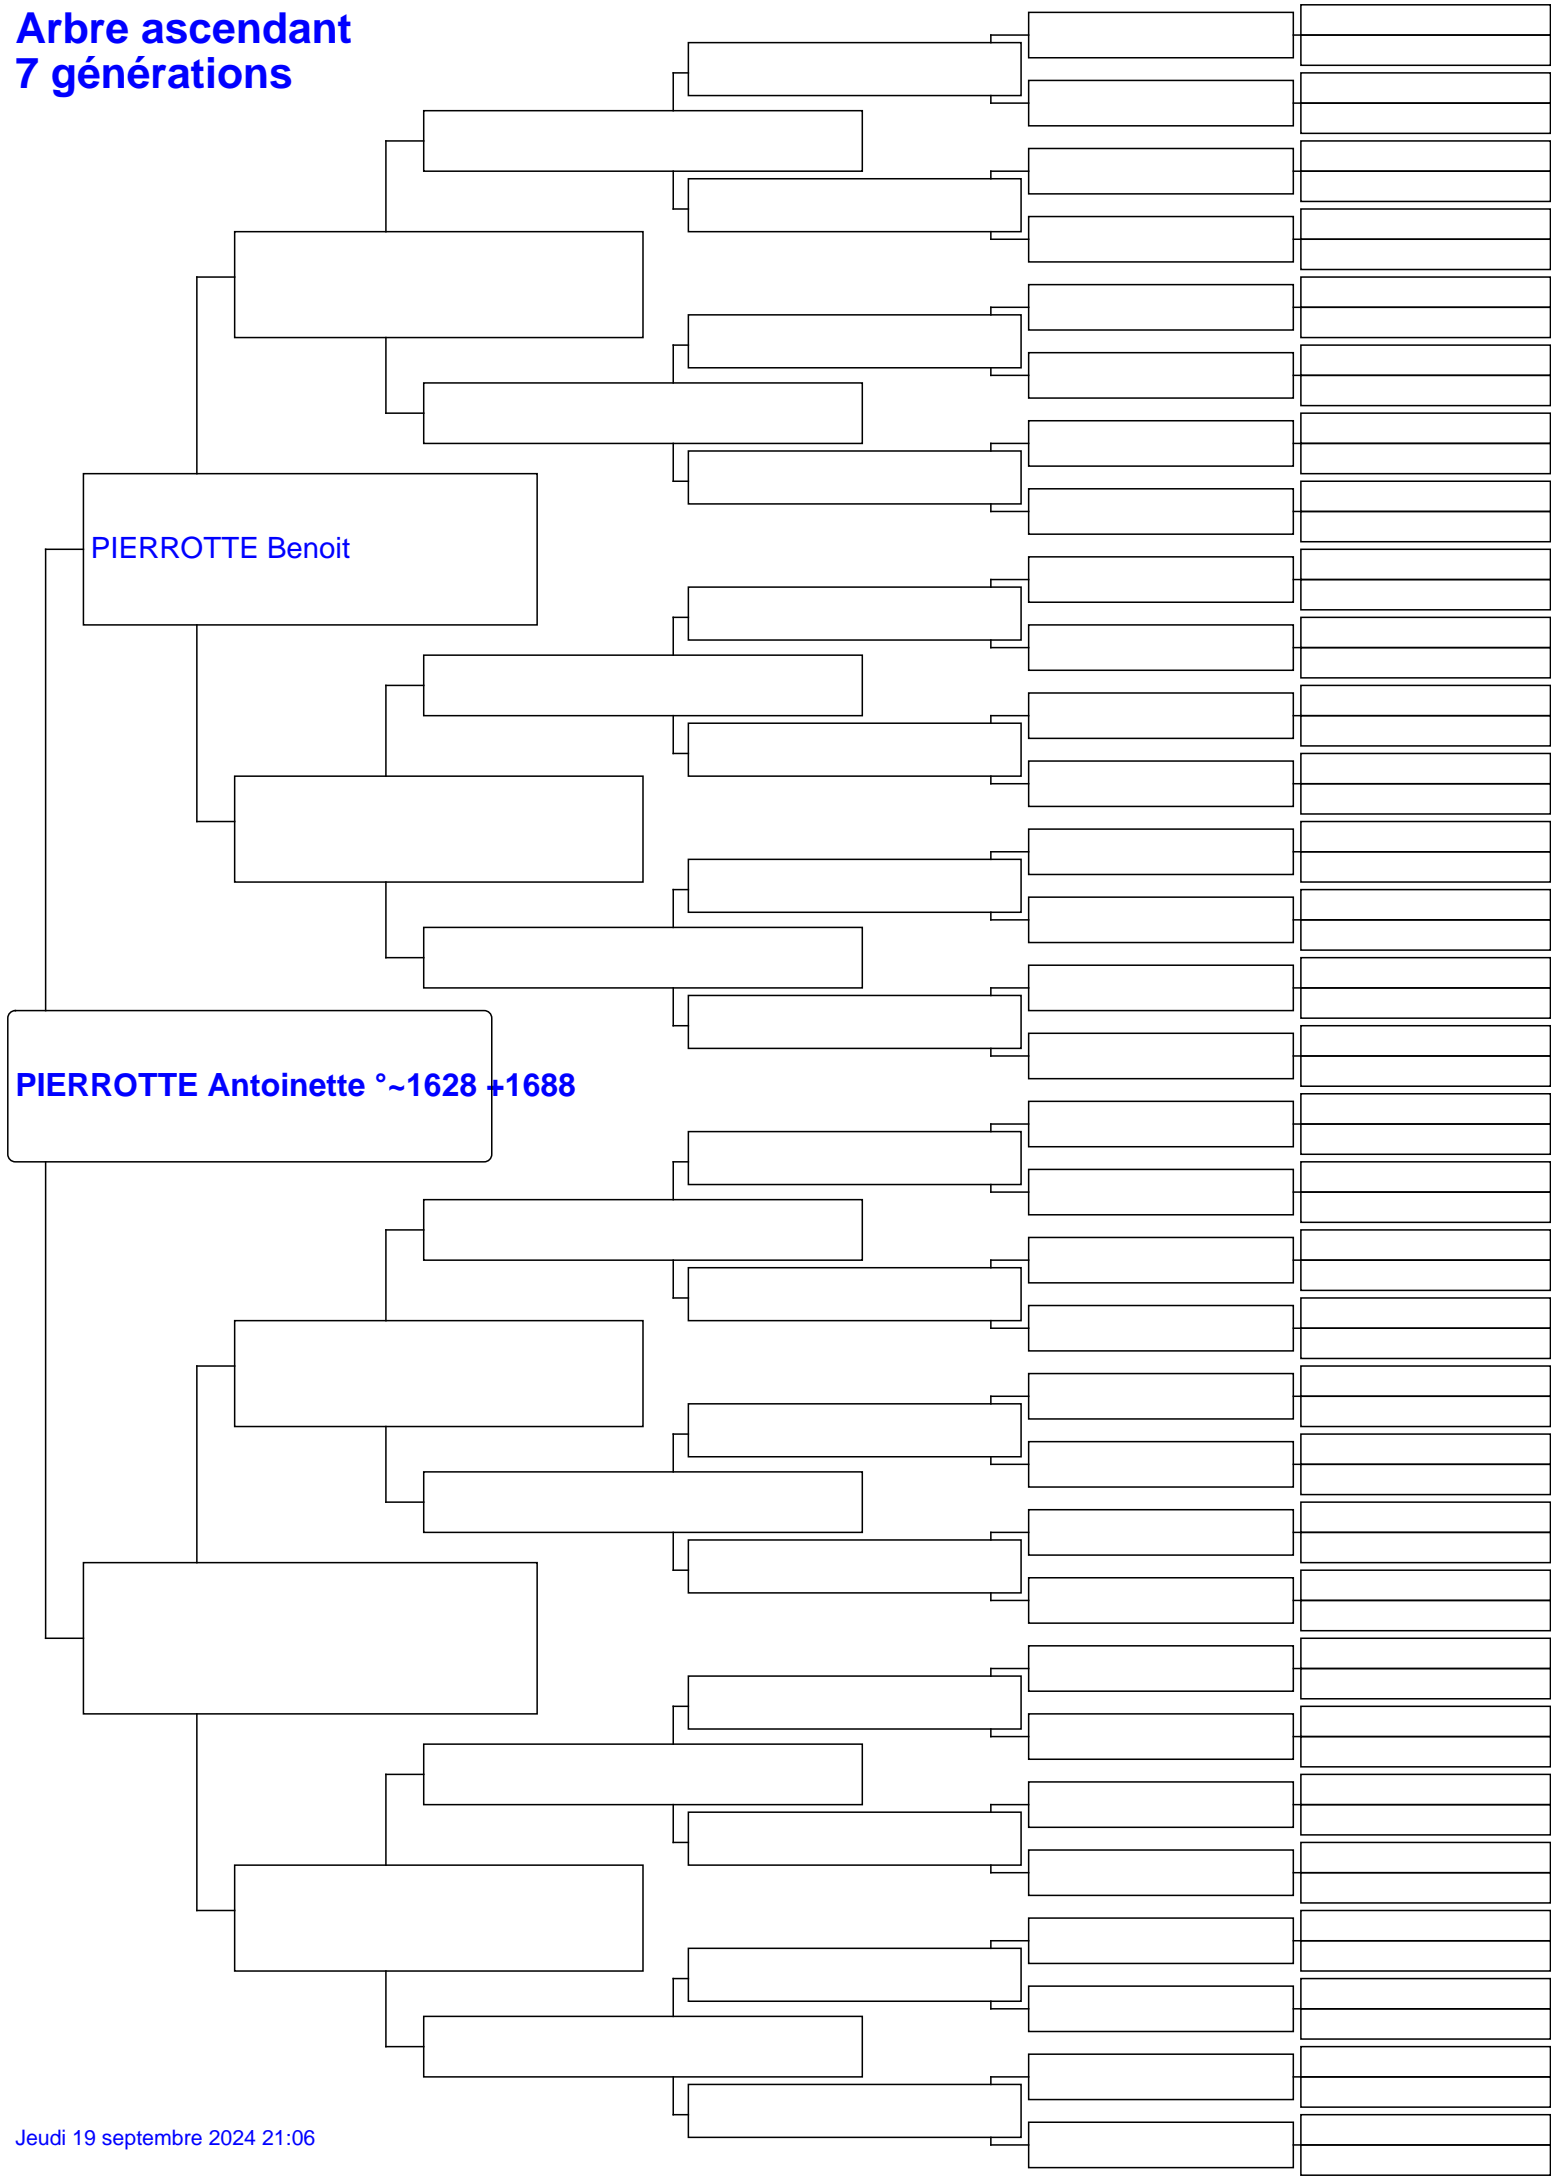 Arbre ascendant
7 générations
PIERROTTE Benoit
PIERROTTE Antoinette °~1628 +1688
Jeudi 19 septembre 2024 21:06